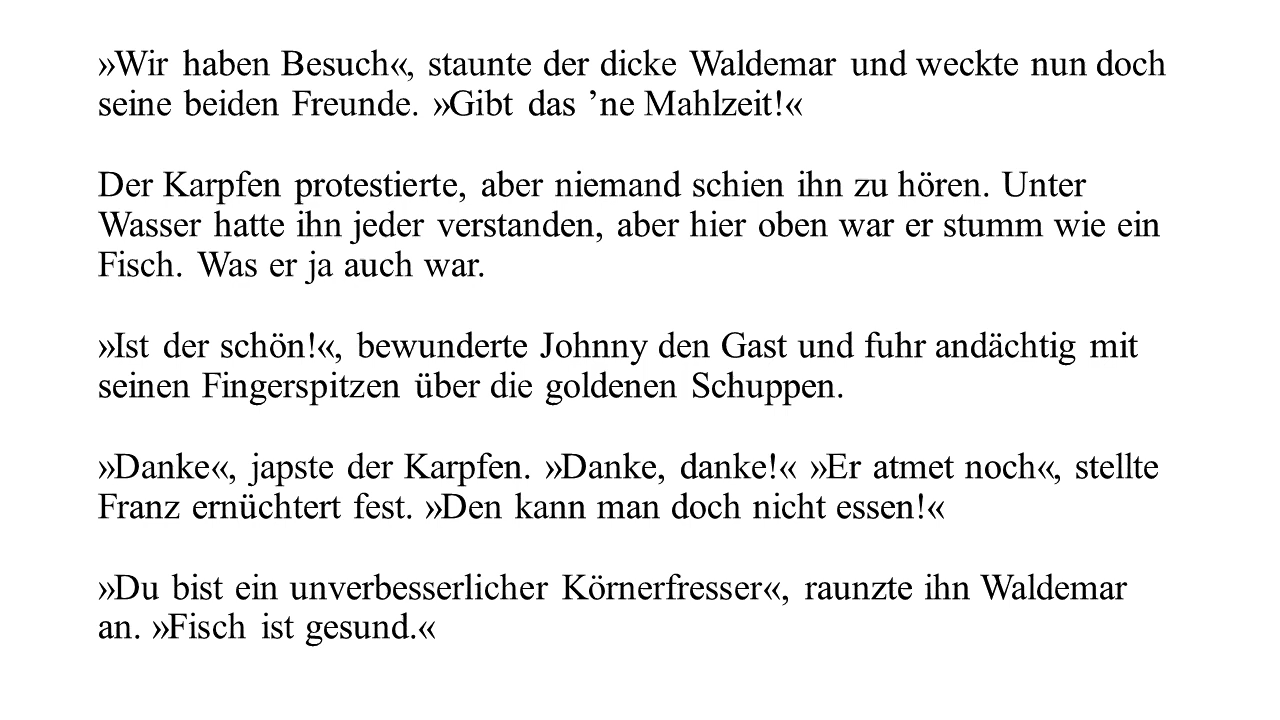 »Wir haben Besuch«, staunte der dicke Waldemar und weckte nun doch
seine beiden Freunde. »Gibt das ’ne Mahlzeit!«
Der Karpfen protestierte, aber niemand schien ihn zu hören. Unter
Wasser hatte ihn jeder verstanden, aber hier oben war er stumm wie ein
Fisch. Was er ja auch war.
»Ist der schön!«, bewunderte Johnny den Gast und fuhr andächtig mit
seinen Fingerspitzen über die goldenen Schuppen.
»Danke«, japste der Karpfen. »Danke, danke!« »Er atmet noch«, stellte
Franz ernüchtert fest. »Den kann man doch nicht essen!«
»Du bist ein unverbesserlicher Körnerfresser«, raunzte ihn Waldemar
an. »Fisch ist gesund.«